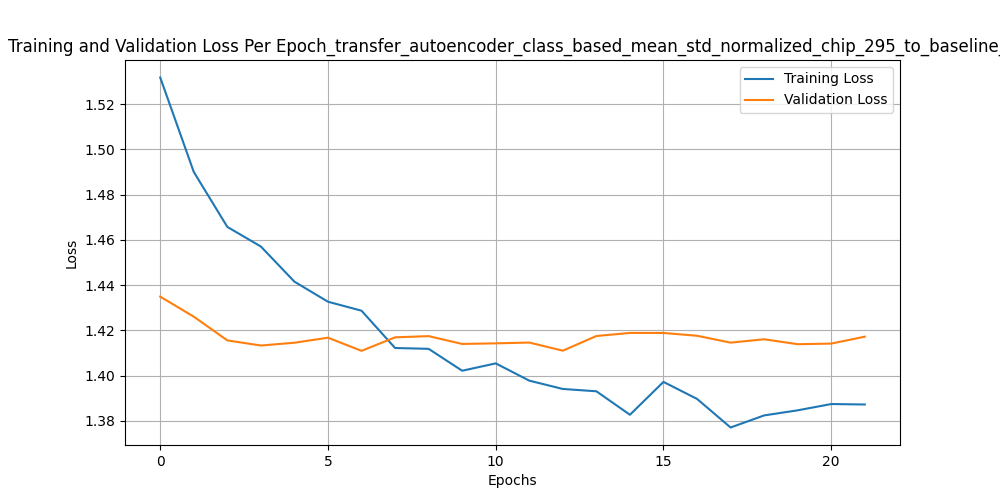 Training and Validation Loss Per Epoch_transfer_autoencoder_class_based_mean_std_normalized_chip_295_to_baseline_
Training Loss
Validation Loss
1.52
1.50
1.48
1.46
1.44
1.42
1.40
1.38
Loss
0 5 10 15 20
Epochs